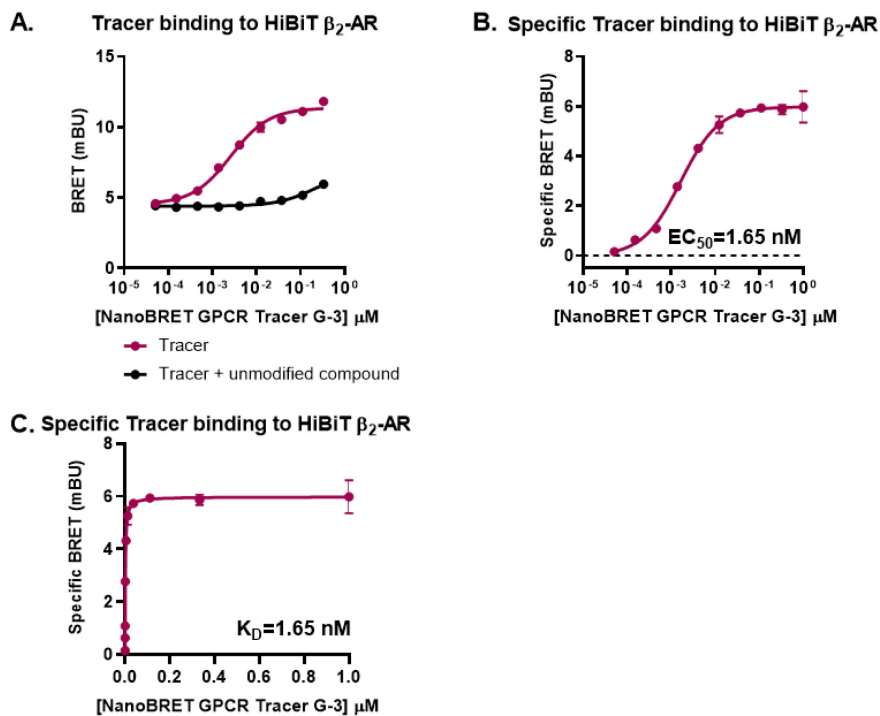 A. Tracer binding to HiBiT β₂-AR
15
10
5
0
BRET (mBU)
10⁻⁵ 10⁻⁴ 10⁻³ 10⁻² 10⁻¹ 10⁰
[NanoBRET GPCR Tracer G-3] μM
Tracer
Tracer + unmodified compound
B. Specific Tracer binding to HiBiT β₂-AR
8
6
4
2
0
Specific BRET (mBU)
EC₅₀=1.65 nM
10⁻⁵ 10⁻⁴ 10⁻³ 10⁻² 10⁻¹ 10⁰
[NanoBRET GPCR Tracer G-3] μM
C. Specific Tracer binding to HiBiT β₂-AR
8
6
4
2
0
Specific BRET (mBU)
K_D=1.65 nM
0.0 0.2 0.4 0.6 0.8 1.0
[NanoBRET GPCR Tracer G-3] μM